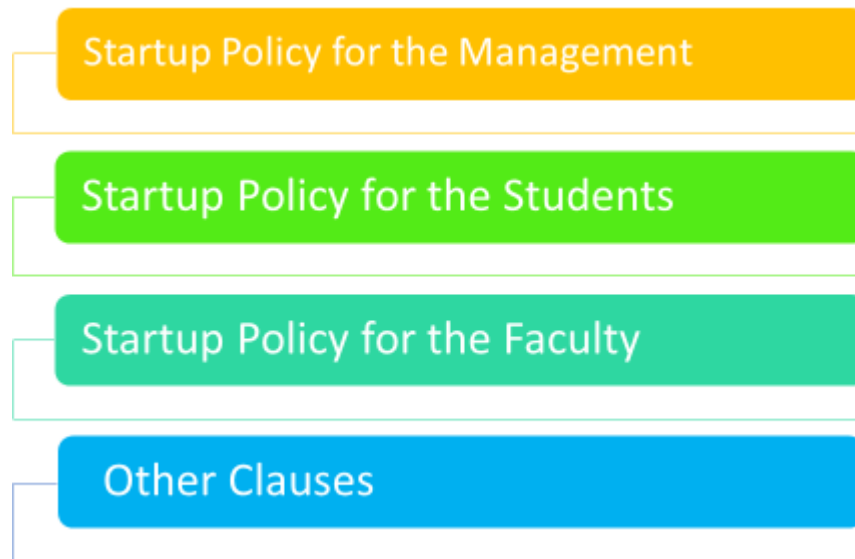 Startup Policy for the Management
Startup Policy for the Students
Startup Policy for the Faculty
Other Clauses